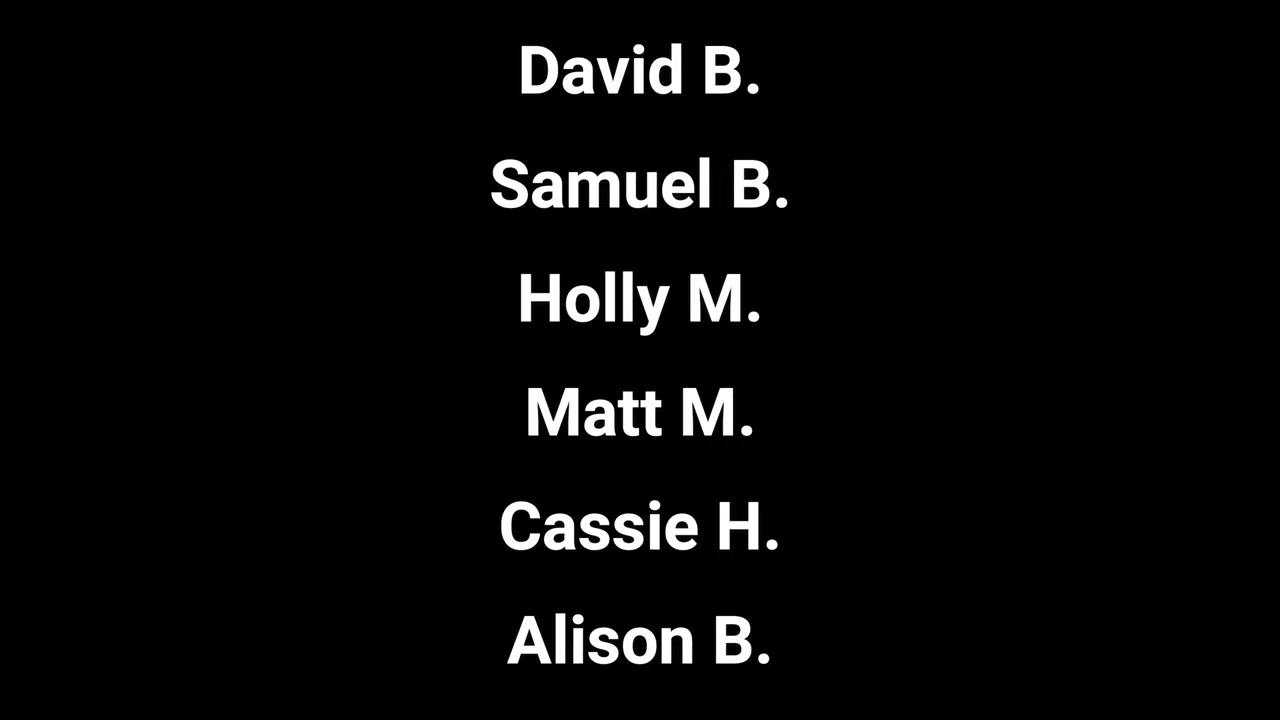 David B.
Samuel B.
Holly M.
Matt M.
Cassie H.
Alison B.